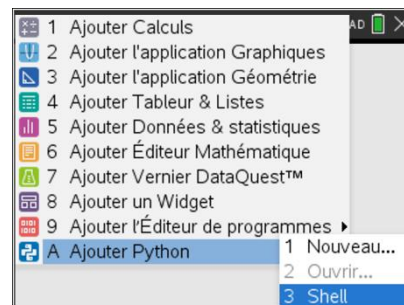 1 Ajouter Calculs
2 Ajouter l'application Graphiques
3 Ajouter l'application Géométrie
4 Ajouter Tableur & Listes
5 Ajouter Données & statistiques
6 Ajouter Éditeur Mathématique
7 Ajouter Vernier DataQuest™
8 Ajouter un Widget
9 Ajouter l'Éditeur de programmes
A Ajouter Python
AD
1 Nouveau...
2 Ouvrir...
3 Shell